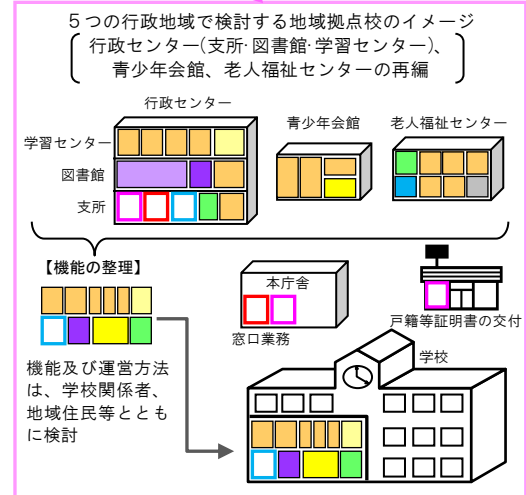 ５つの行政地域で検討する地域拠点校のイメージ
行政センター(支所･図書館･学習センター)、
青少年会館、老人福祉センターの再編
行政センター
青少年会館
老人福祉センター
学習センター
図書館
支所
【機能の整理】
本庁舎
窓口業務
戸籍等証明書の交付
機能及び運営方法
は、学校関係者、
地域住民等ととも
に検討
学校